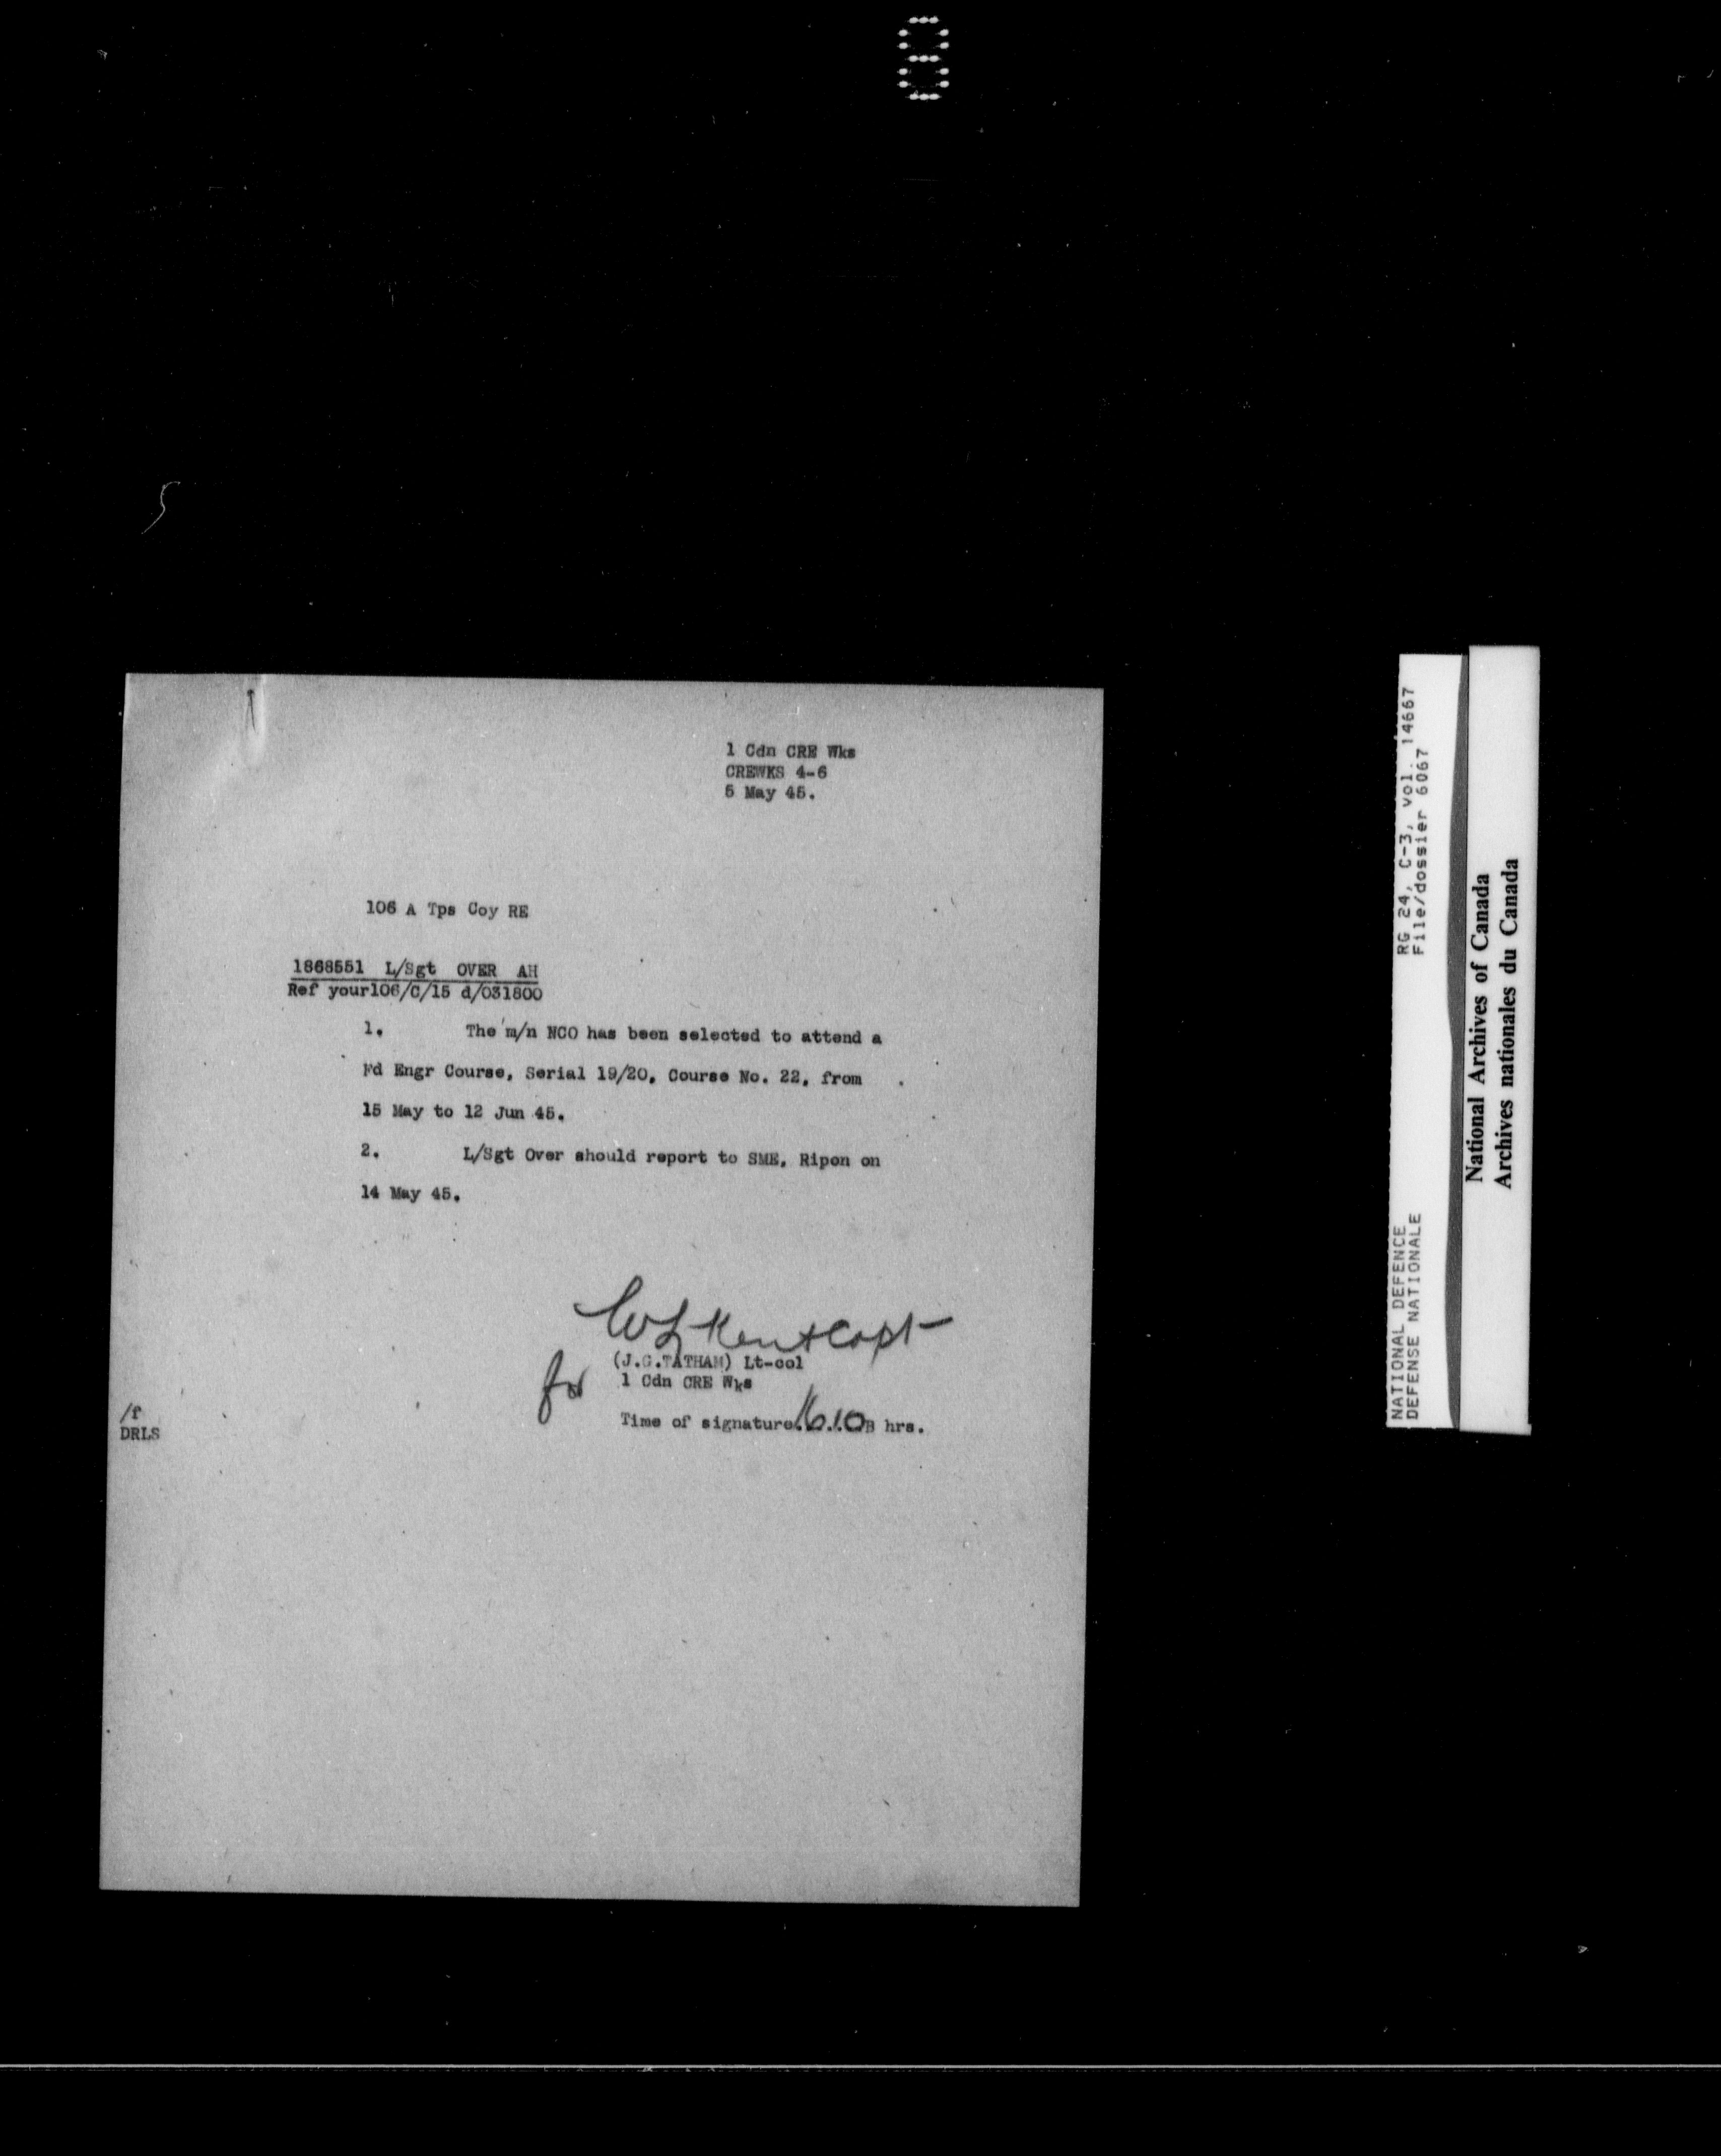 8
1 Cdn CRE Wks
CREWKS 4-6
5 May 45.
106 A Tps Coy RE
1868551 L/Sgt OVER AH
Ref your106/C/15 d/031800
1. The m/n NCO has been selected to attend a
Fd Engr Course, Serial 19/20, Course No. 22, from
15 May to 12 Jun 45.
2. L/Sgt Over should report to SME, Ripon on
14 May 45.
WL Kent Capt
(J.G.TATHAM) Lt-col
for 1 Cdn CRE Wks
Time of signature.1610B hrs.
/f
DRLS
NATIONAL DEFENCE RG 24, C-3, vol. 14667
DEFENSE NATIONALE File/dossier 6067
National Archives of Canada
Archives nationales du Canada